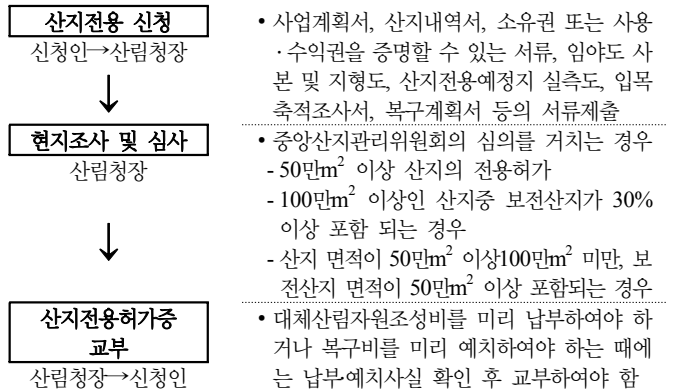 산지전용 신청
신청인→산림청장
• 사업계획서, 산지내역서, 소유권 또는 사용
·수익권을 증명할 수 있는 서류, 임야도 사
본 및 지형도, 산지전용예정지 실측도, 입목
축적조사서, 복구계획서 등의 서류제출
현지조사 및 심사
산림청장
• 중앙산지관리위원회의 심의를 거치는 경우
- 50만m² 이상 산지의 전용허가
- 100만m² 이상인 산지중 보전산지가 30%
이상 포함 되는 경우
- 산지 면적이 50만m² 이상100만m² 미만, 보
전산지 면적이 50만m² 이상 포함되는 경우
산지전용허가증
교부
산림청장→신청인
• 대체산림자원조성비를 미리 납부하여야 하
거나 복구비를 미리 예치하여야 하는 때에
는 납부·예치사실 확인 후 교부하여야 함